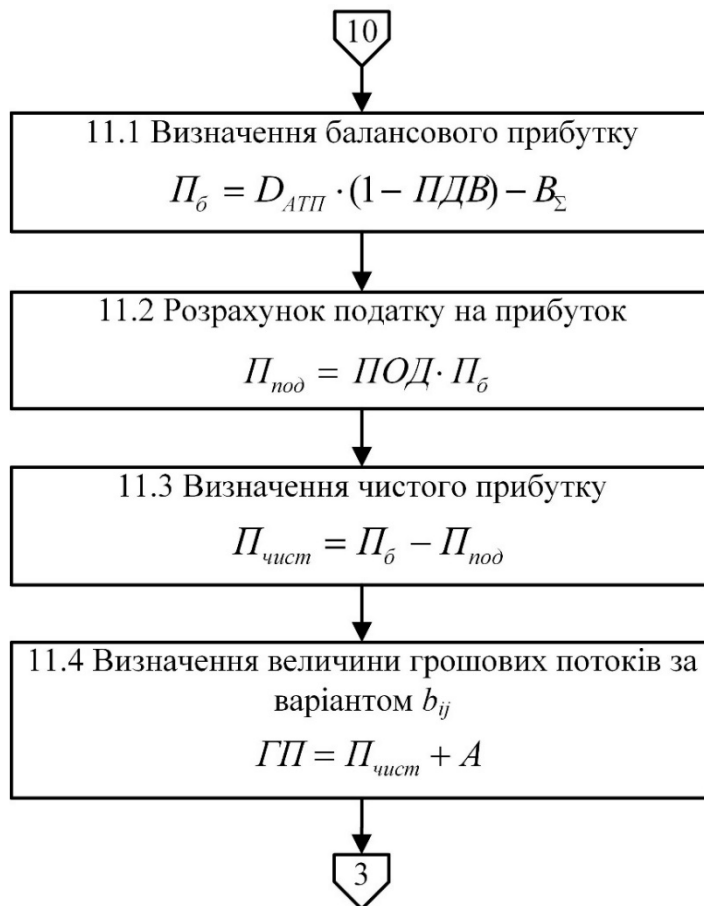 10
11.1 Визначення балансового прибутку
П_б = D_АТП · (1 − ПДВ) − B_Σ
11.2 Розрахунок податку на прибуток
П_под = ПОД · П_б
11.3 Визначення чистого прибутку
П_чист = П_б − П_под
11.4 Визначення величини грошових потоків за
варіантом b_ij
ГП = П_чист + А
3